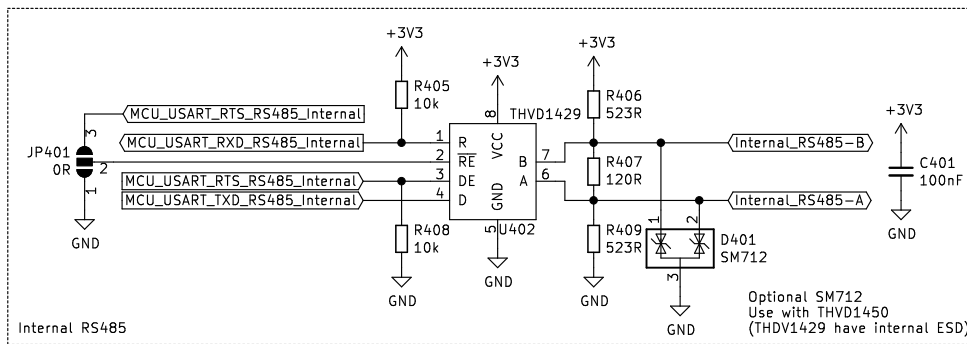 +3V3
+3V3
+3V3
R405
10k
R406
523R
THVD1429
+3V3
MCU_USART_RTS_RS485_Internal
3
JP401
0R
2
1
GND
MCU_USART_RXD_RS485_Internal
MCU_USART_RTS_RS485_Internal
MCU_USART_TXD_RS485_Internal
8
1
2
3
4
R
RE
DE
D
VCC
GND
B
A
7
6
5
U402
R407
120R
Internal_RS485-B
Internal_RS485-A
C401
100nF
GND
R408
10k
GND
GND
R409
523R
GND
1
2
D401
SM712
3
GND
Optional SM712
Use with THVD1450
(THDV1429 have internal ESD)
Internal RS485